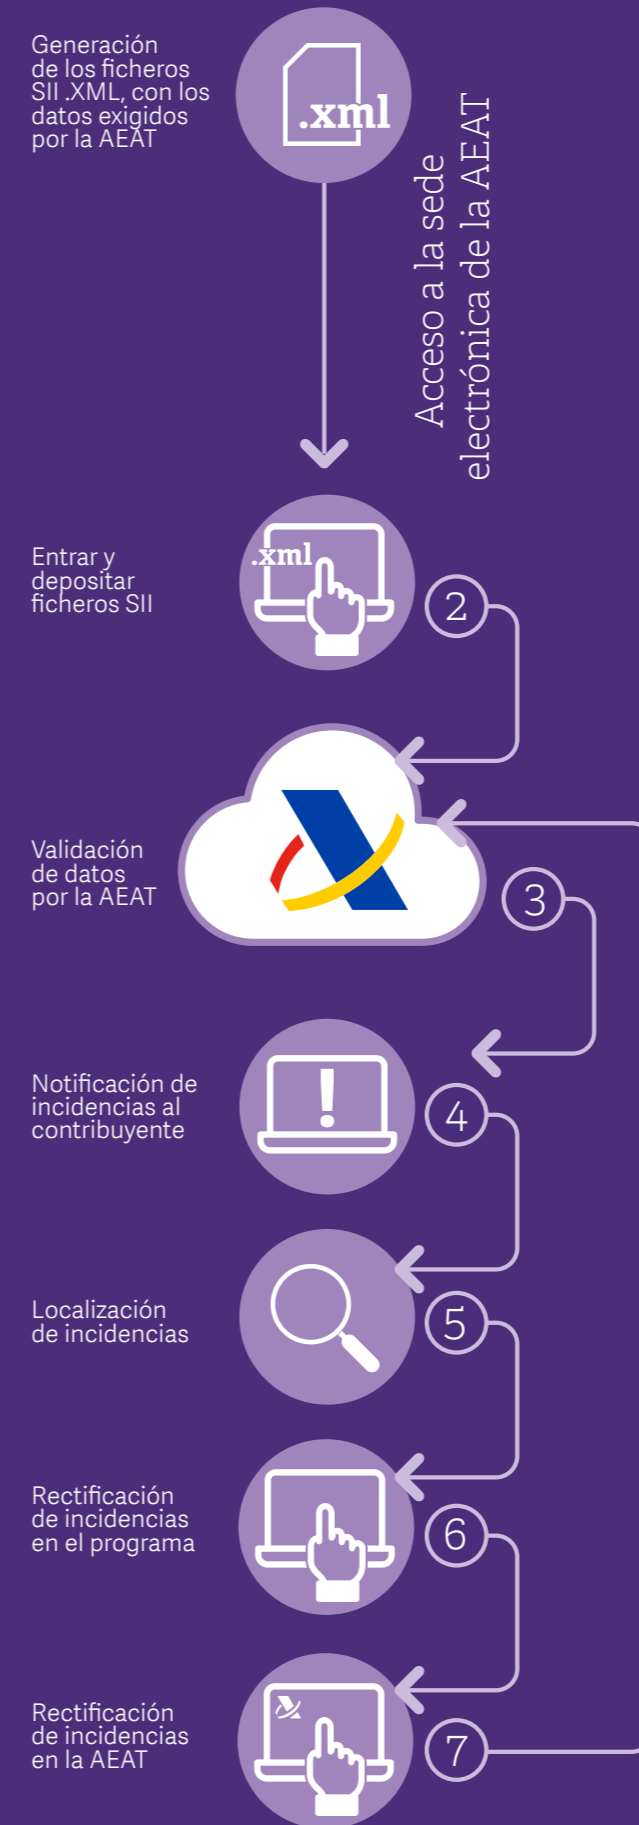 Generación
de los ficheros
SII .XML, con los
datos exigidos
por la AEAT
.xml
Acceso a la sede
electrónica de la AEAT
Entrar y
depositar
ficheros SII
.xml
2
Validación
de datos
por la AEAT
3
Notificación de
incidencias al
contribuyente
!
4
Localización
de incidencias
5
Rectificación
de incidencias
en el programa
6
Rectificación
de incidencias
en la AEAT
7